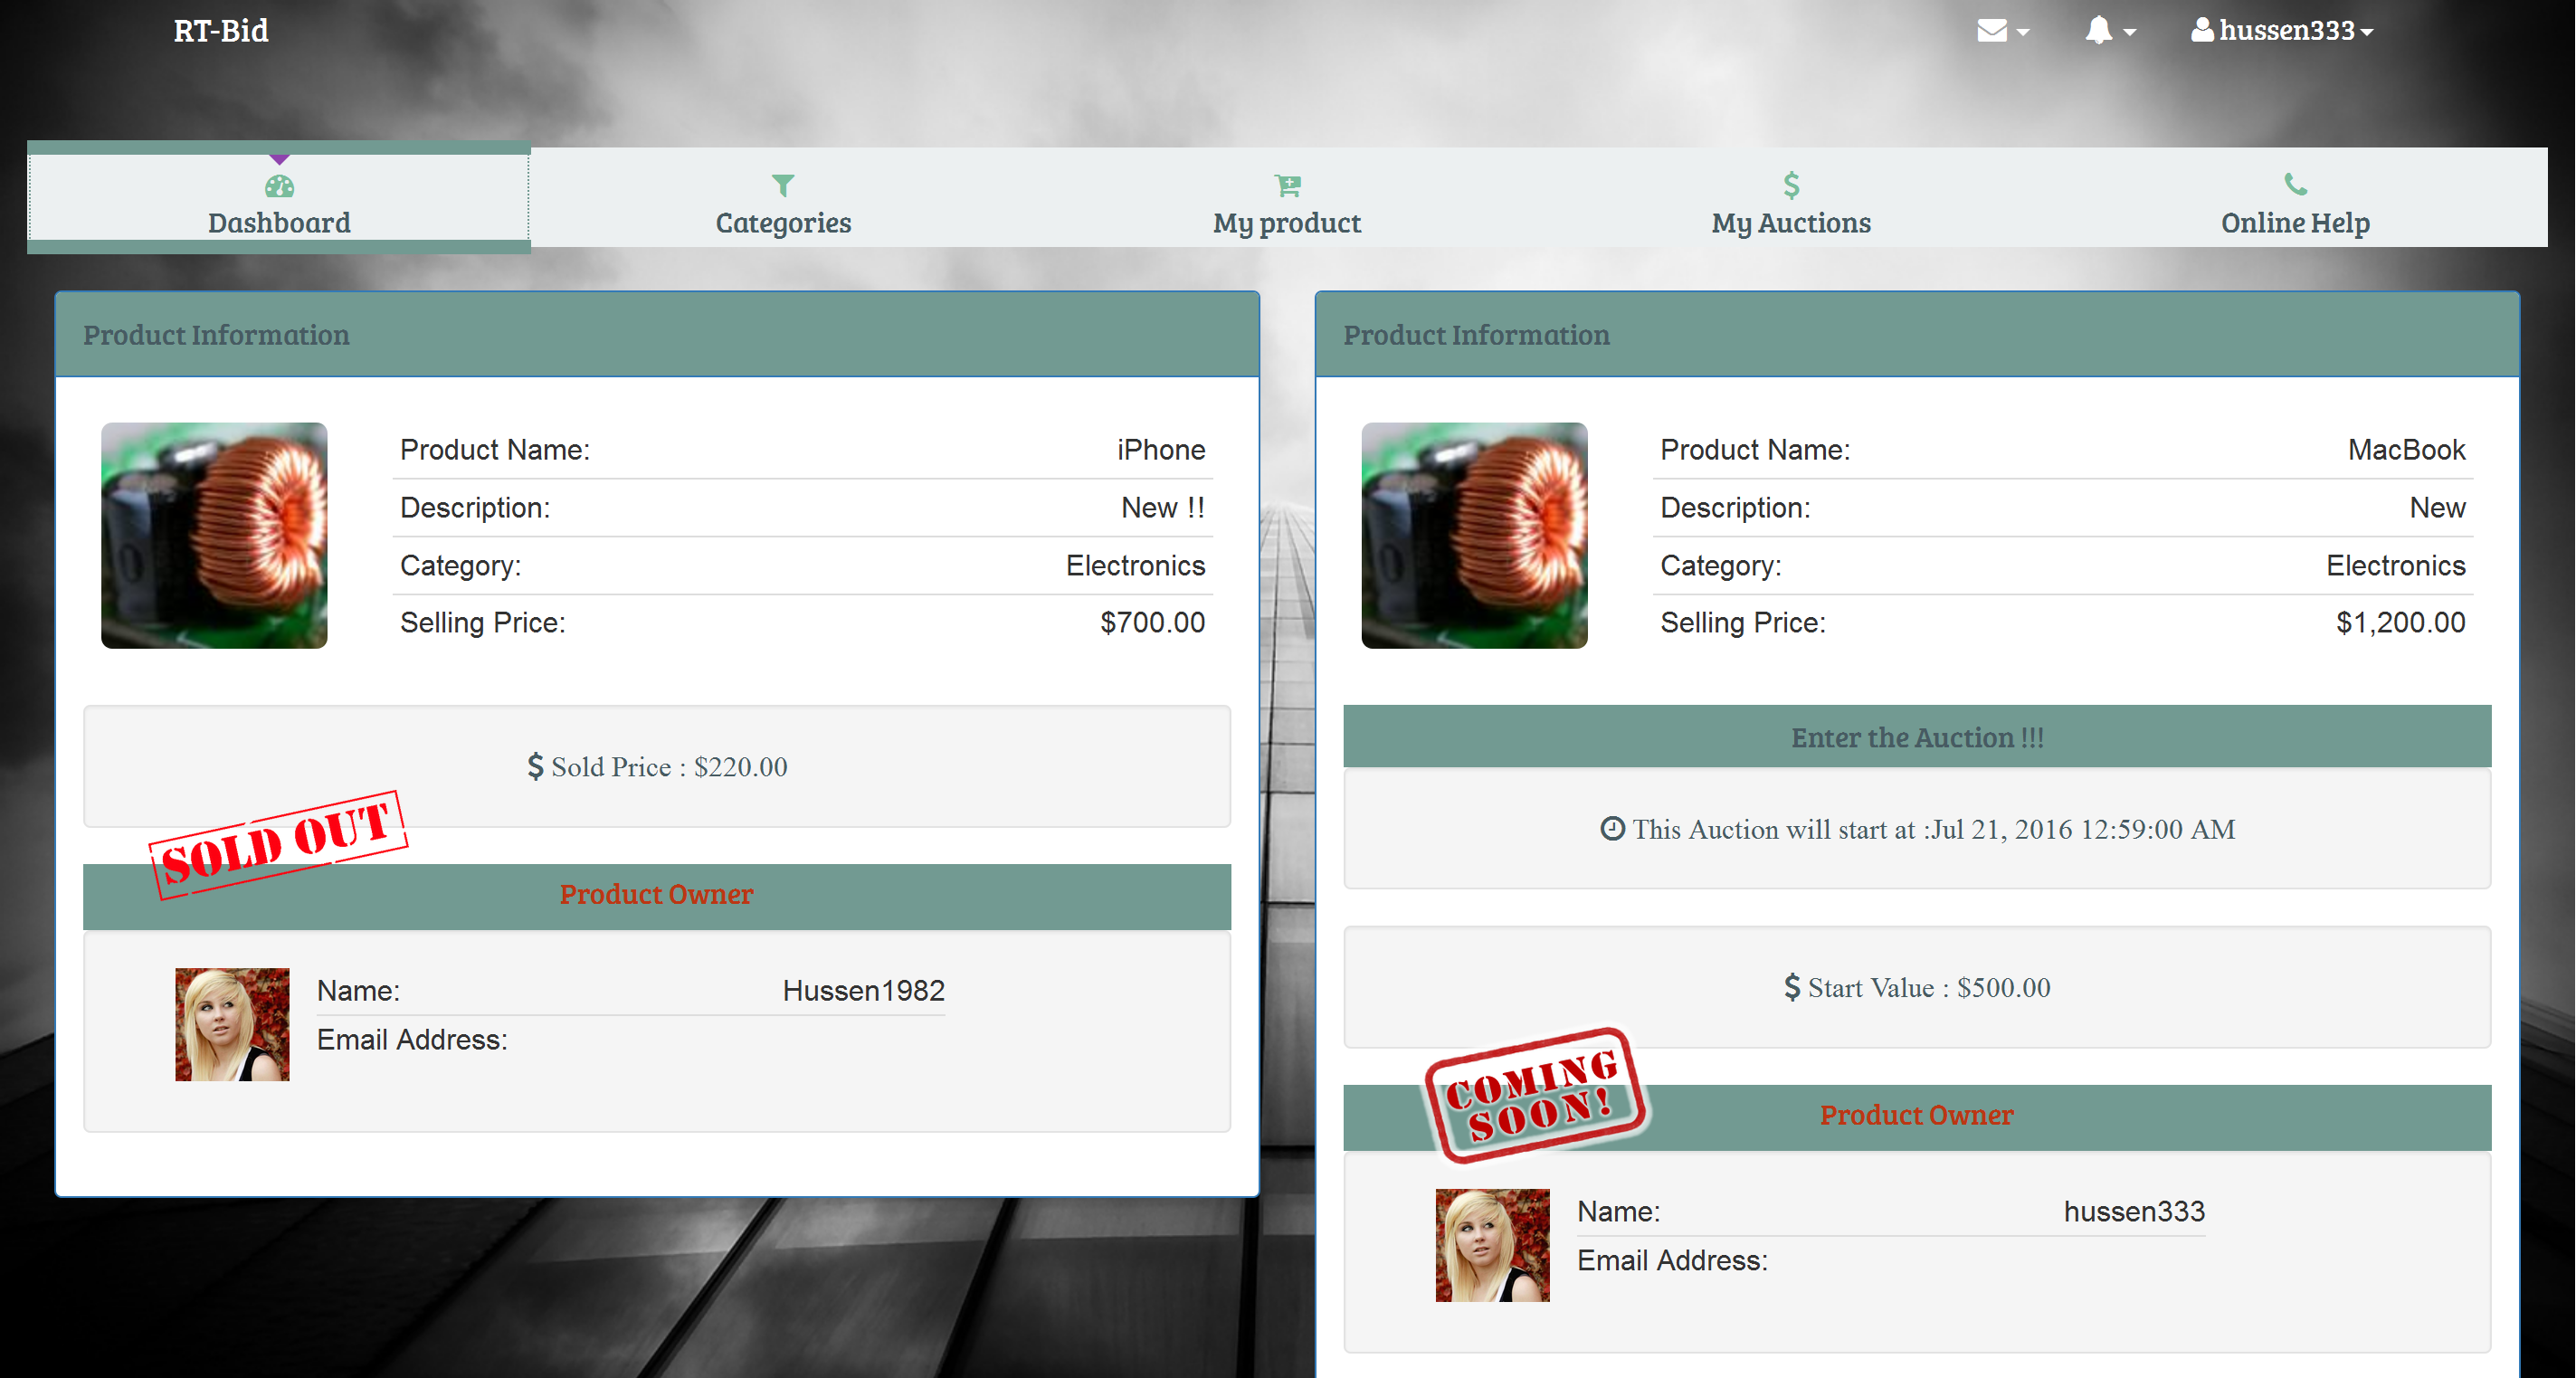 RT-Bid
hussen333
Dashboard
Categories
My product
My Auctions
Online Help
Product Information
Product Name: iPhone
Description: New !!
Category: Electronics
Selling Price: $700.00
$ Sold Price : $220.00
SOLD OUT
Product Owner
Name: Hussen1982
Email Address:
Product Information
Product Name: MacBook
Description: New
Category: Electronics
Selling Price: $1,200.00
Enter the Auction !!!
This Auction will start at :Jul 21, 2016 12:59:00 AM
$ Start Value : $500.00
COMING
SOON!
Product Owner
Name: hussen333
Email Address: